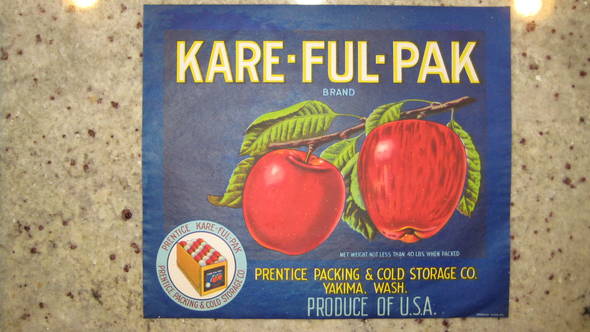 KARE-FUL-PAK
BRAND
NET WEIGHT NOT LESS THAN 40 LBS. WHEN PACKED
PRENTICE KARE-FUL-PAK
PRENTICE PACKING & COLD STORAGE CO.
PRENTICE PACKING & COLD STORAGE CO.
YAKIMA, WASH.
PRODUCE OF U.S.A.